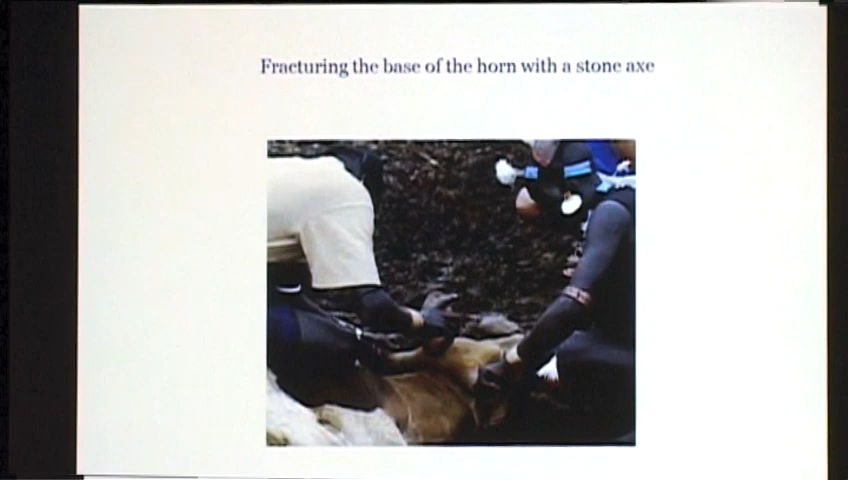 Fracturing the base of the horn with a stone axe